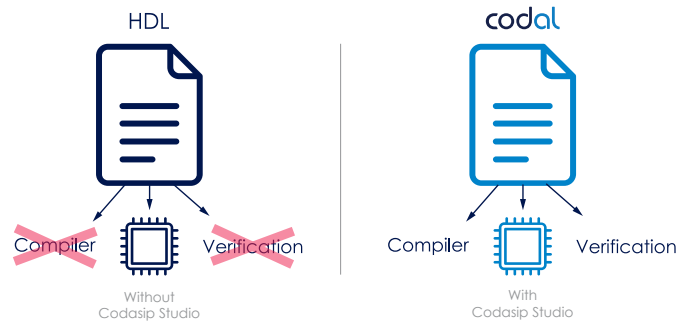 HDL
Compiler
Verification
Without
Codasip Studio
codal
Compiler
Verification
With
Codasip Studio